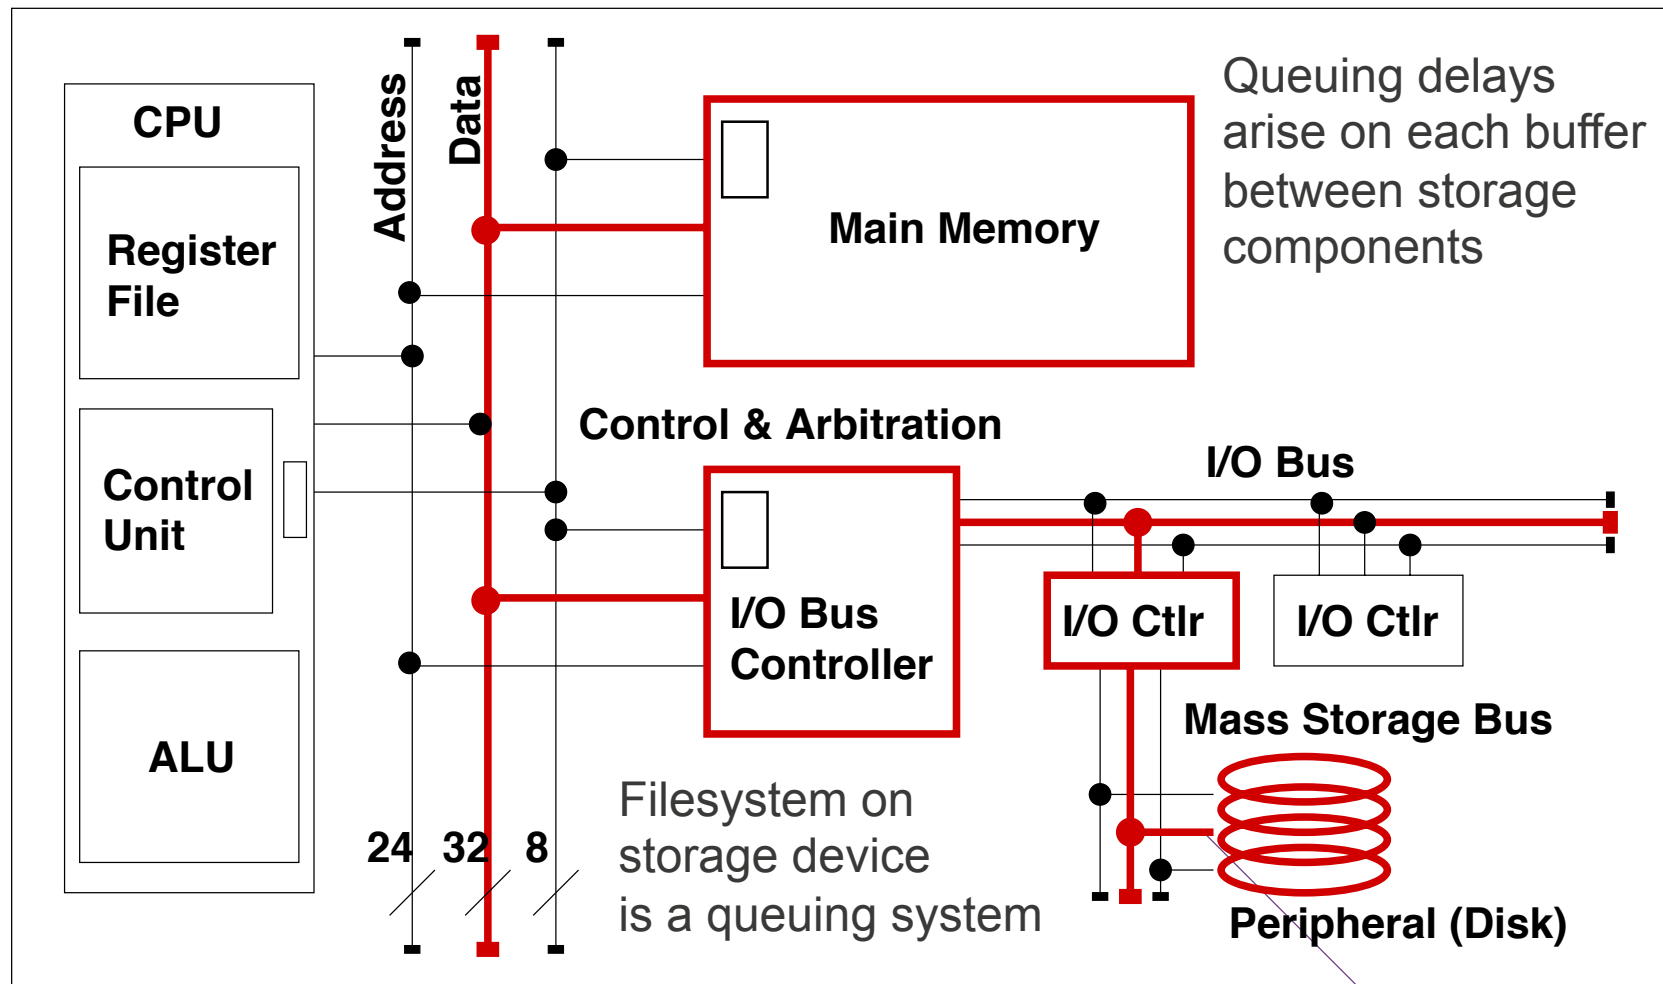 CPU
Register
File
Control
Unit
ALU
Address
Data
24
32
8
Main Memory
Queuing delays
arise on each buffer
between storage
components
Control & Arbitration
I/O Bus
Controller
I/O Bus
I/O Ctlr
I/O Ctlr
Mass Storage Bus
Peripheral (Disk)
Filesystem on
storage device
is a queuing system